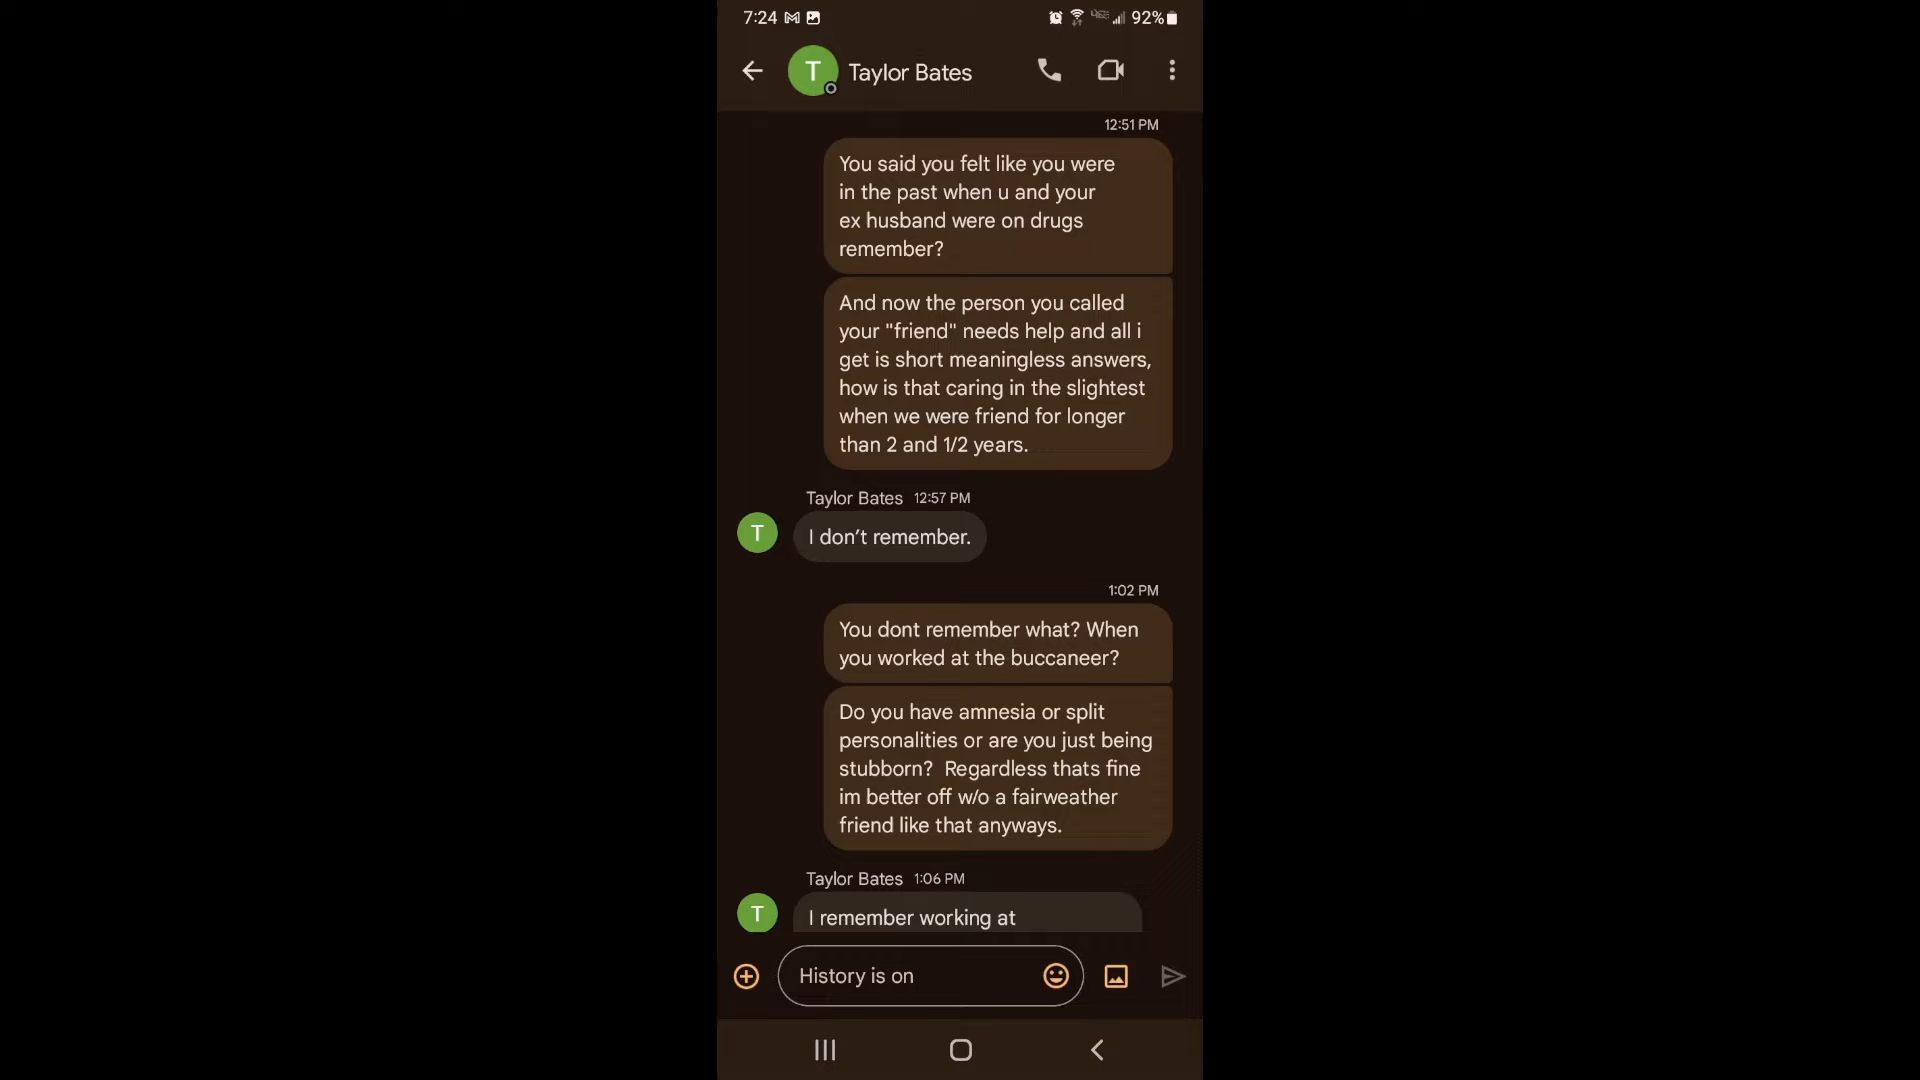 7:24
92%
T
Taylor Bates
12:51 PM
You said you felt like you were
in the past when u and your
ex husband were on drugs
remember?
And now the person you called
your "friend" needs help and all i
get is short meaningless answers,
how is that caring in the slightest
when we were friend for longer
than 2 and 1/2 years.
Taylor Bates 12:57 PM
T
I don’t remember.
1:02 PM
You dont remember what? When
you worked at the buccaneer?
Do you have amnesia or split
personalities or are you just being
stubborn?  Regardless thats fine
im better off w/o a fairweather
friend like that anyways.
Taylor Bates 1:06 PM
T
I remember working at
History is on